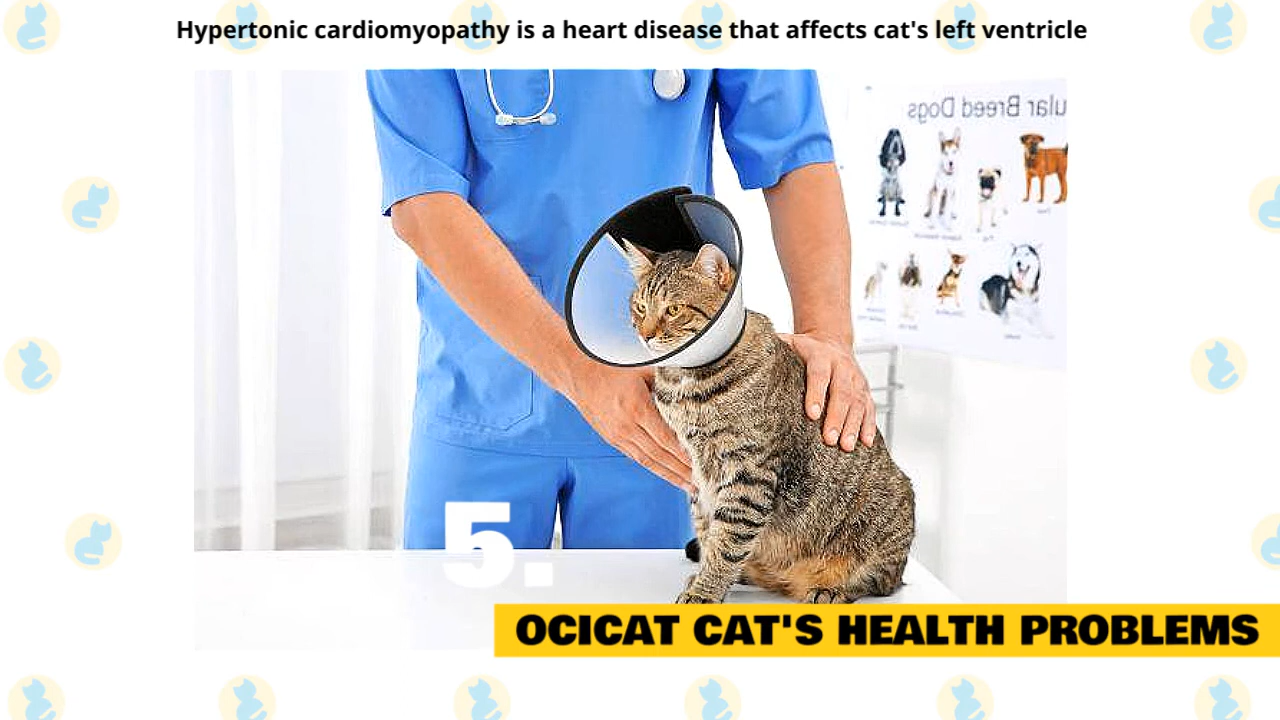 Hypertonic cardiomyopathy is a heart disease that affects cat's left ventricle
ular Breed Dogs
5.
OCICAT CAT'S HEALTH PROBLEMS